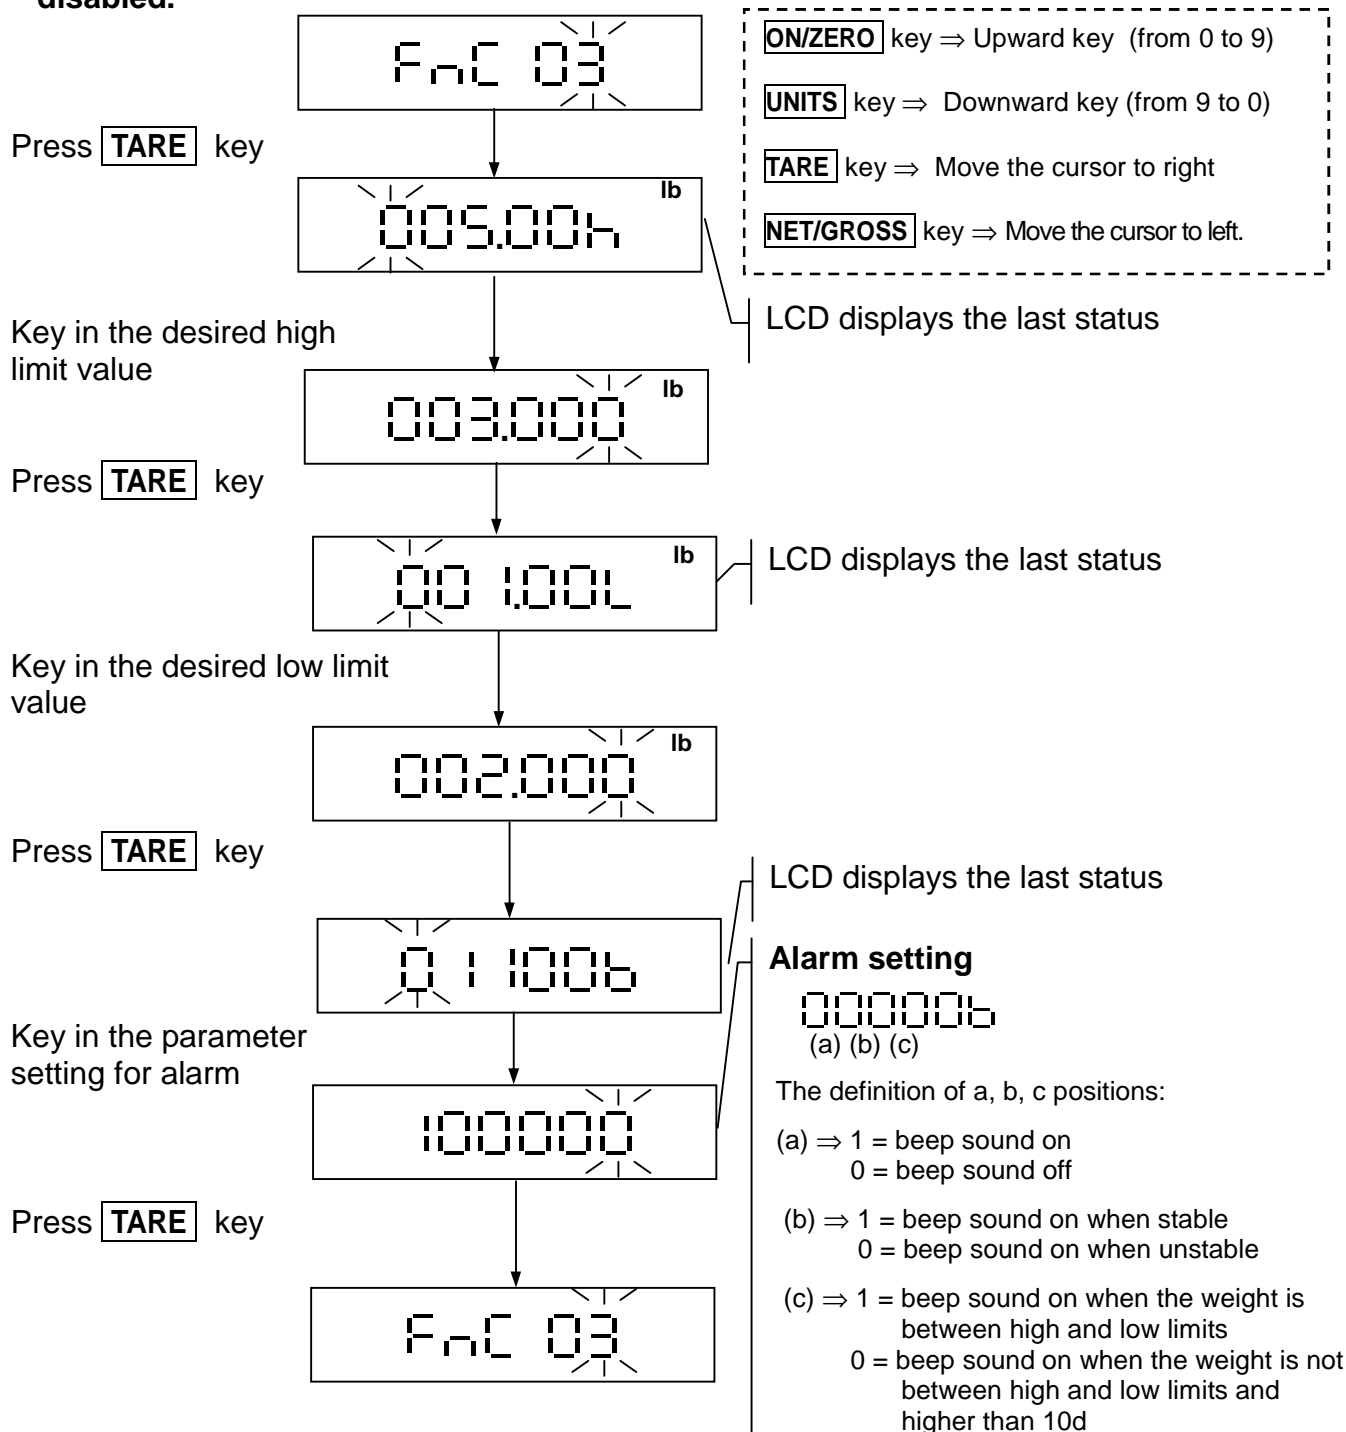 disabled.
FnC 03
ON/ZERO key ⇒ Upward key (from 0 to 9)
UNITS key ⇒ Downward key (from 9 to 0)
TARE key ⇒ Move the cursor to right
NET/GROSS key ⇒ Move the cursor to left.
Press TARE key
lb
005.00h
LCD displays the last status
Key in the desired high
limit value
lb
003.000
Press TARE key
lb
001.00L
LCD displays the last status
Key in the desired low limit
value
lb
002.000
Press TARE key
LCD displays the last status
01100b
Alarm setting
00000b
(a) (b) (c)
Key in the parameter
setting for alarm
100000
The definition of a, b, c positions:
(a) ⇒ 1 = beep sound on
0 = beep sound off
(b) ⇒ 1 = beep sound on when stable
0 = beep sound on when unstable
Press TARE key
FnC 03
(c) ⇒ 1 = beep sound on when the weight is
between high and low limits
0 = beep sound on when the weight is not
between high and low limits and
higher than 10d